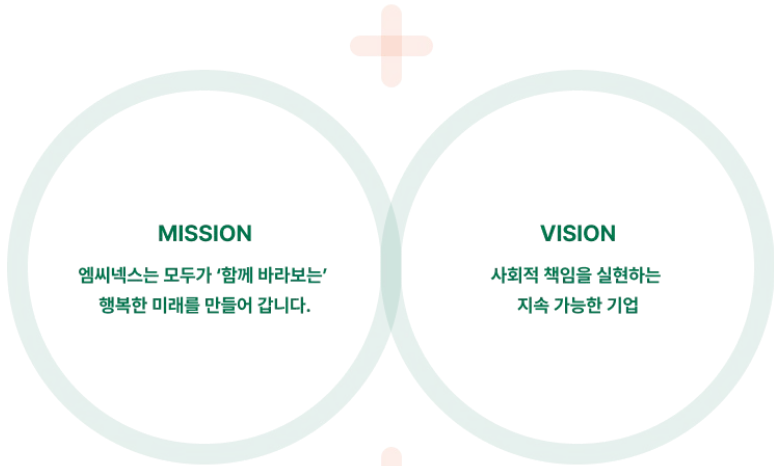 MISSION
엠씨넥스는 모두가 ‘함께 바라보는’
행복한 미래를 만들어 갑니다.
VISION
사회적 책임을 실현하는
지속 가능한 기업